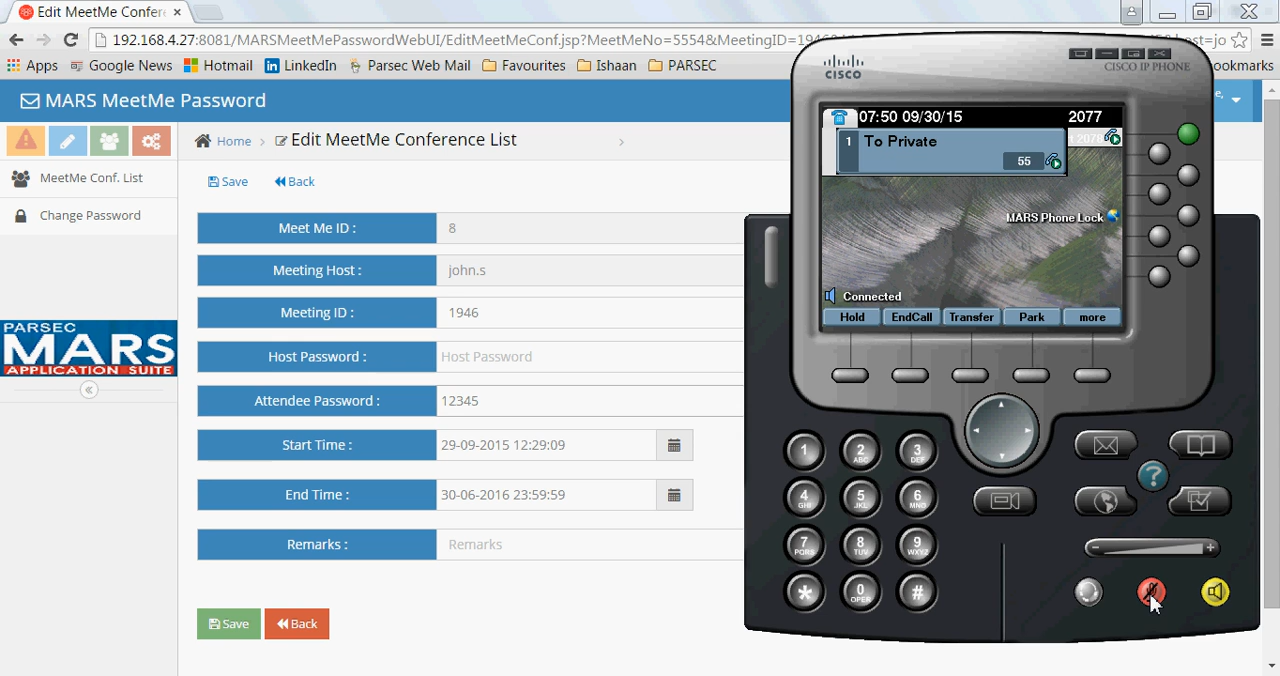 Edit MeetMe Confer
192.168.4.27:8081/MARSMeetMePasswordWebUI/EditMeetMeConf.jsp?MeetMeNo=5554&MeetingID=1946
=jo
Apps Google News Hotmail LinkedIn Parsec Web Mail Favourites Ishaan PARSEC
ookmarks
MARS MeetMe Password
e,
Home > Edit MeetMe Conference List >
MeetMe Conf. List
Change Password
Save Back
PARSEC
MARS
APPLICATION SUITE
Meet Me ID : 8
Meeting Host : john.s
Meeting ID : 1946
Host Password : Host Password
Attendee Password : 12345
Start Time : 29-09-2015 12:29:09
End Time : 30-06-2016 23:59:59
Remarks : Remarks
Save Back
CISCO
CISCO IP PHONE
07:50 09/30/15 2077
1 To Private
55
MARS Phone Lock
Connected
Hold EndCall Transfer Park more
1 2 ABC 3 DEF
4 GHI 5 JKL 6 MNO
7 PQRS 8 TUV 9 WXYZ
* 0 OPER #
?
- +